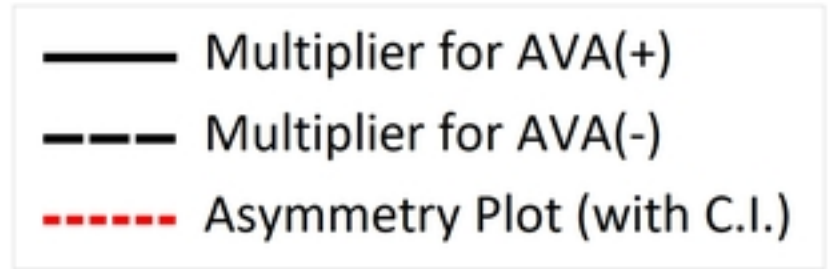 Multiplier for AVA(+)
Multiplier for AVA(-)
Asymmetry Plot (with C.I.)